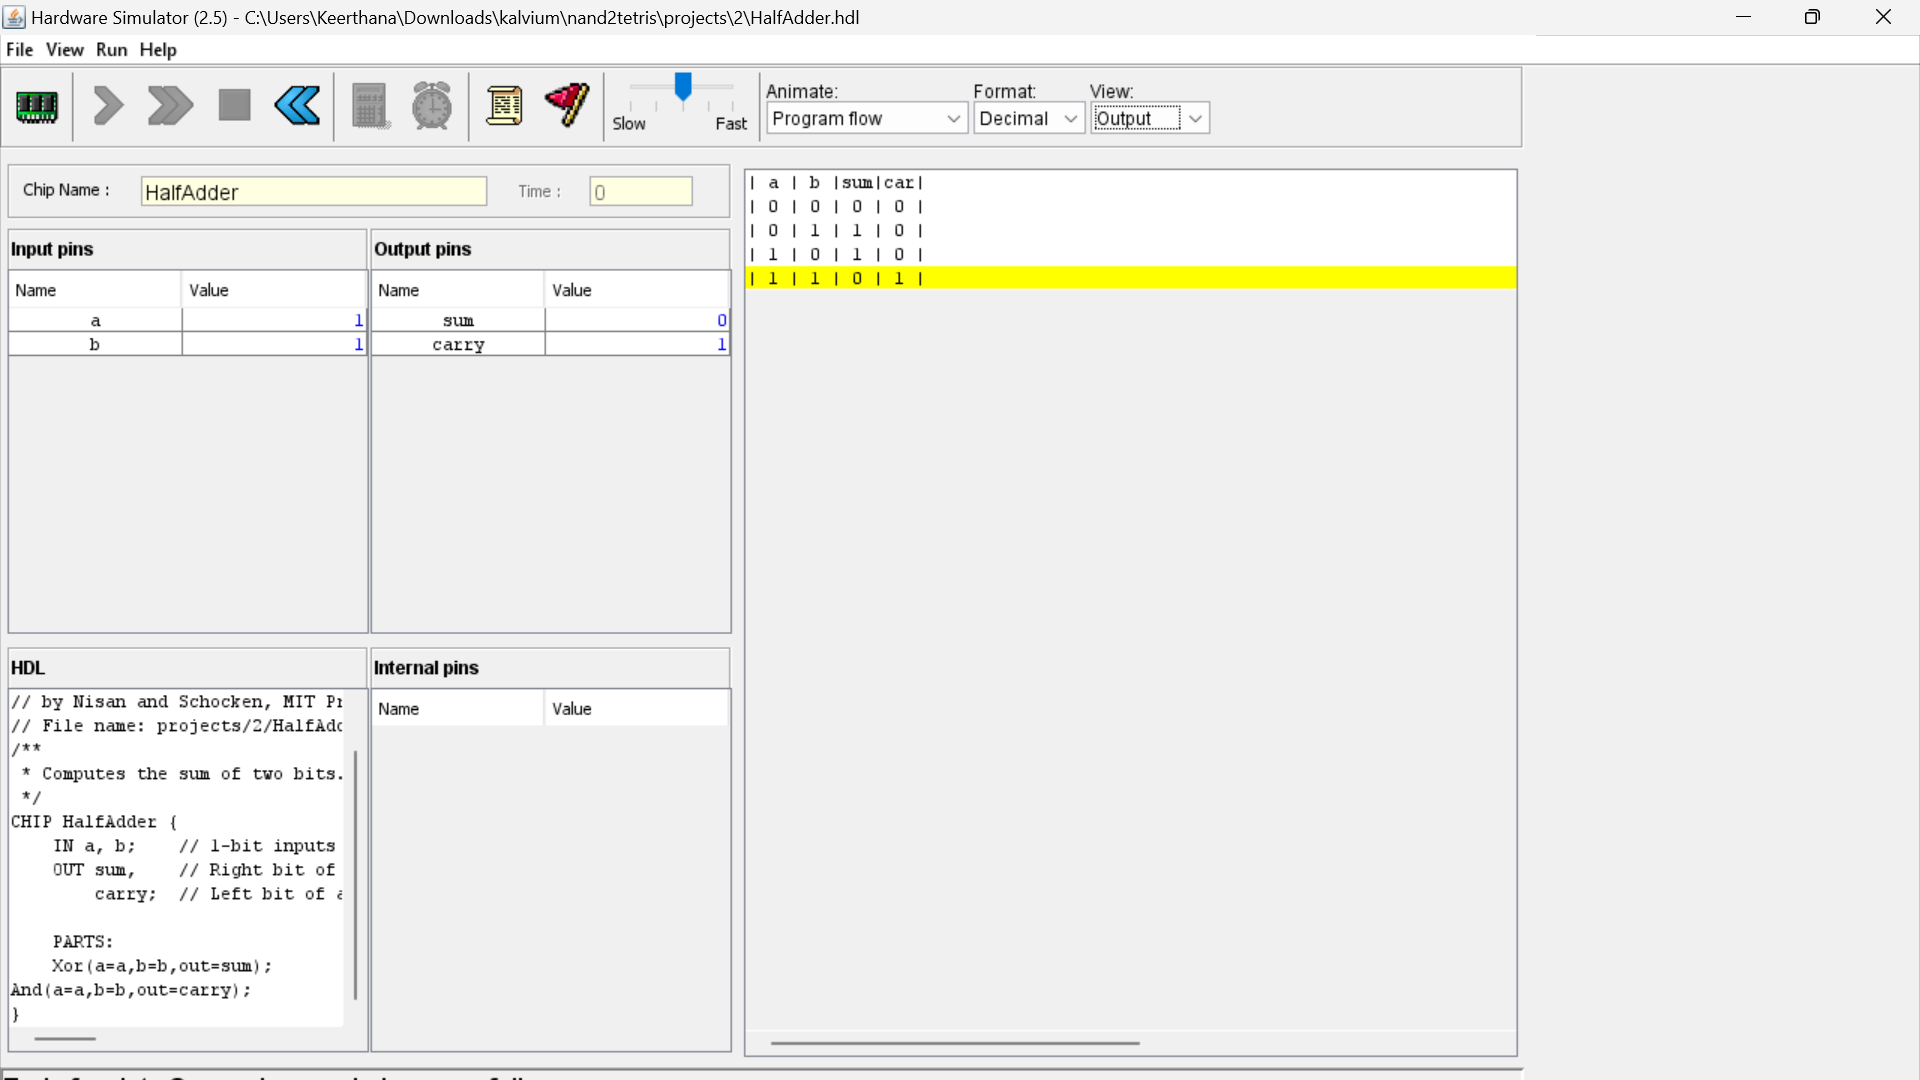 Hardware Simulator (2.5) - C:\Users\Keerthana\Downloads\kalvium\nand2tetris\projects\2\HalfAdder.hdl
File View Run Help
Slow Fast
Animate: Format: View:
Program flow Decimal Output
Chip Name : HalfAdder Time : 0
Input pins
Name Value
a 1
b 1
Output pins
Name Value
sum 0
carry 1
| a | b |sum|car|
| 0 | 0 | 0 | 0 |
| 0 | 1 | 1 | 0 |
| 1 | 0 | 1 | 0 |
| 1 | 1 | 0 | 1 |
HDL
// by Nisan and Schocken, MIT Pr
// File name: projects/2/HalfAdd
/**
* Computes the sum of two bits.
*/
CHIP HalfAdder {
IN a, b; // 1-bit inputs
OUT sum, // Right bit of
carry; // Left bit of a
PARTS:
Xor(a=a,b=b,out=sum);
And(a=a,b=b,out=carry);
}
Internal pins
Name Value